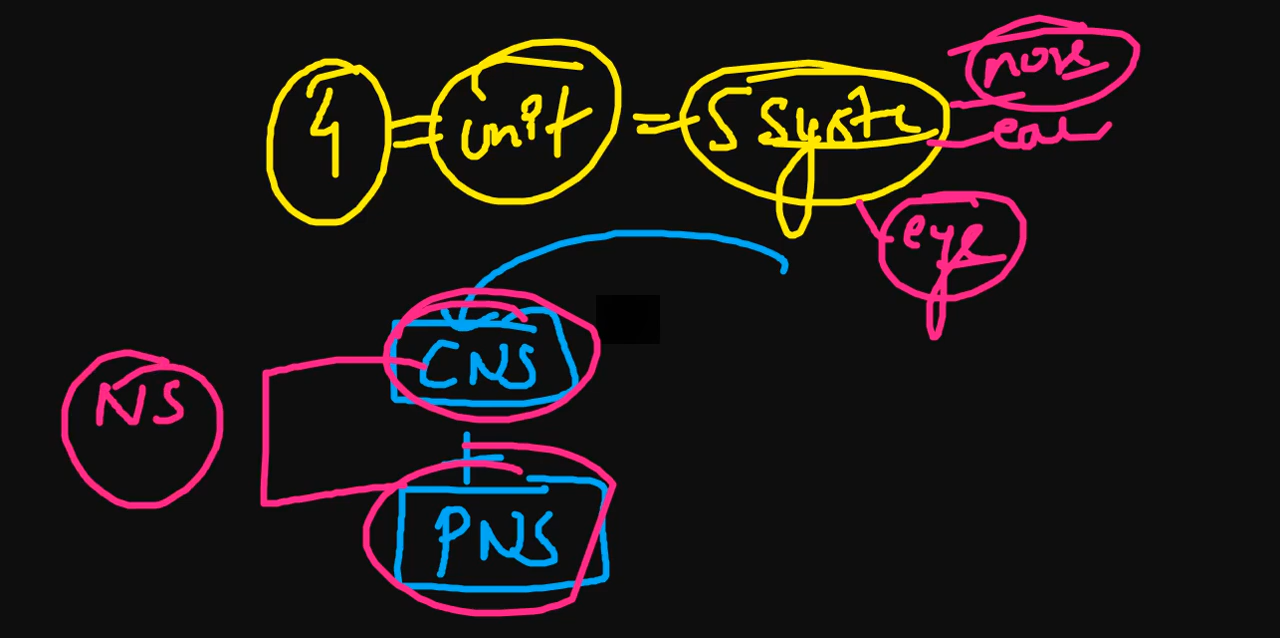 4 = unit = 5 Syste
nose
ear
eye
CNS
NS
+
PNS